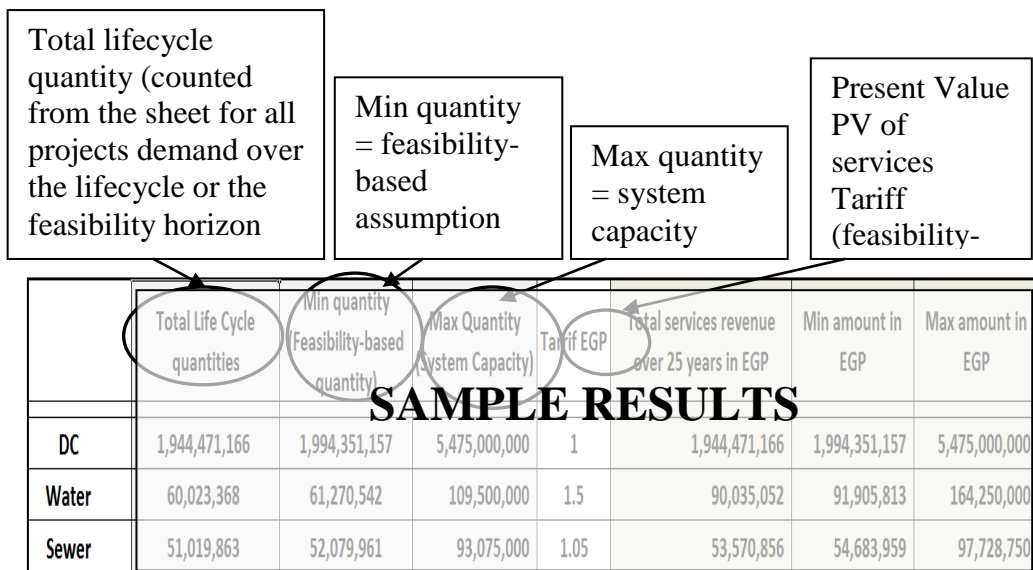 Total lifecycle
quantity (counted
from the sheet for all
projects demand over
the lifecycle or the
feasibility horizon
Min quantity
= feasibility-
based
assumption
Max quantity
= system
capacity
Present Value
PV of
services
Tariff
(feasibility-
Total Life Cycle
quantities
Min quantity
(Feasibility-based
quantity)
Max Quantity
(System Capacity)
Tarrif EGP
Total services revenue
over 25 years in EGP
Min amount in
EGP
Max amount in
EGP
SAMPLE RESULTS
DC 1,944,471,166 1,994,351,157 5,475,000,000 1 1,944,471,166 1,994,351,157 5,475,000,000
Water 60,023,368 61,270,542 109,500,000 1.5 90,035,052 91,905,813 164,250,000
Sewer 51,019,863 52,079,961 93,075,000 1.05 53,570,856 54,683,959 97,728,750